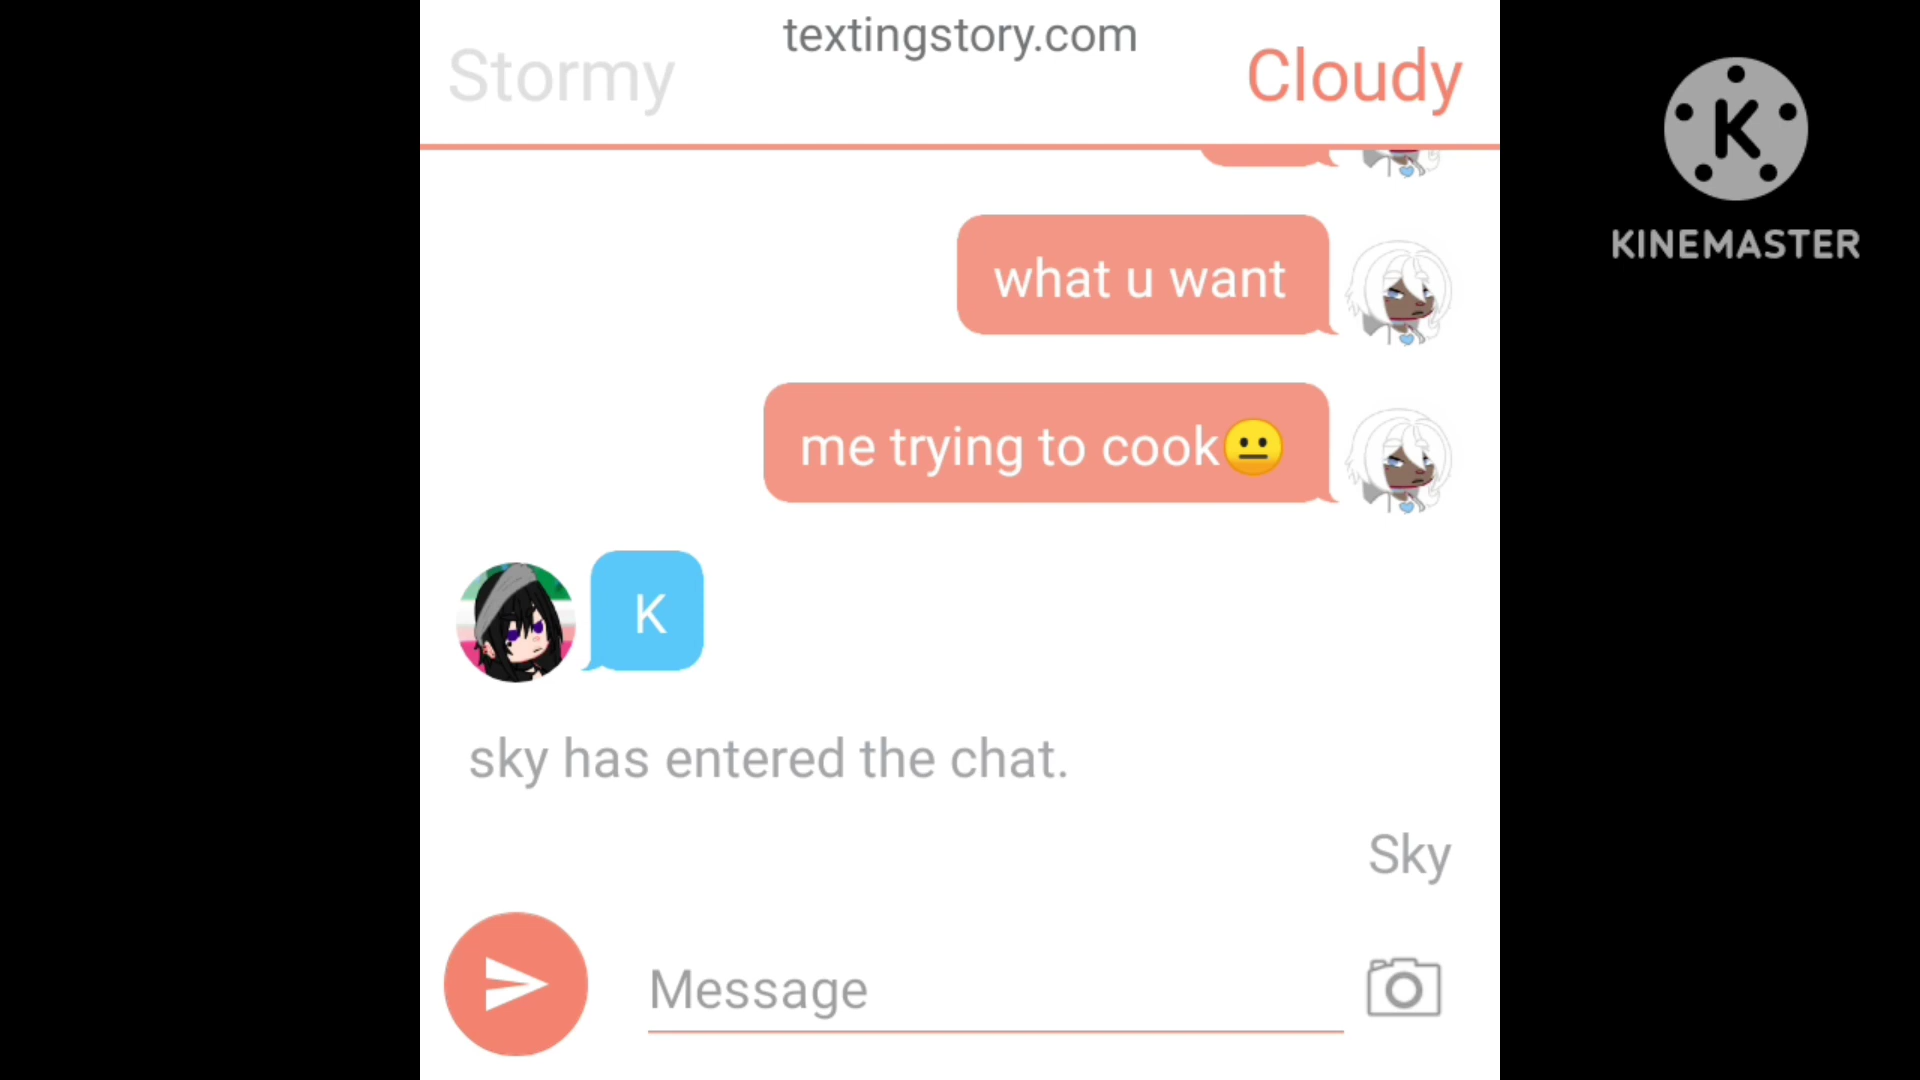 textingstory.com
Stormy
Cloudy
K
KINEMASTER
what u want
me trying to cook😐
K
sky has entered the chat.
Sky
Message